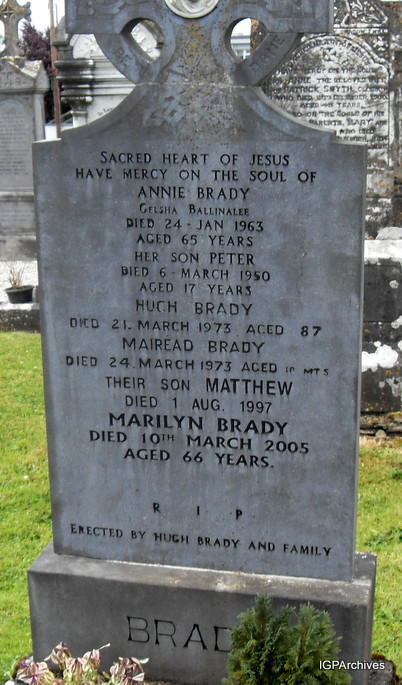 SACRED HEART OF JESUS
HAVE MERCY ON THE SOUL OF
ANNIE BRADY
GELSHA BALLINALEE
DIED 24-JAN 1963
AGED 65 YEARS
HER SON PETER
DIED 6-MARCH 1950
AGED 17 YEARS
HUGH BRADY
DIED 21. MARCH 1973 AGED 87
MAIREAD BRADY
DIED 24. MARCH 1973 AGED 10 MTS
THEIR SON MATTHEW
DIED 1 AUG. 1997
MARILYN BRADY
DIED 10TH MARCH 2005
AGED 66 YEARS.
R I P
ERECTED BY HUGH BRADY AND FAMILY
BRAD
IGPArchives
PATRICK SMYTH